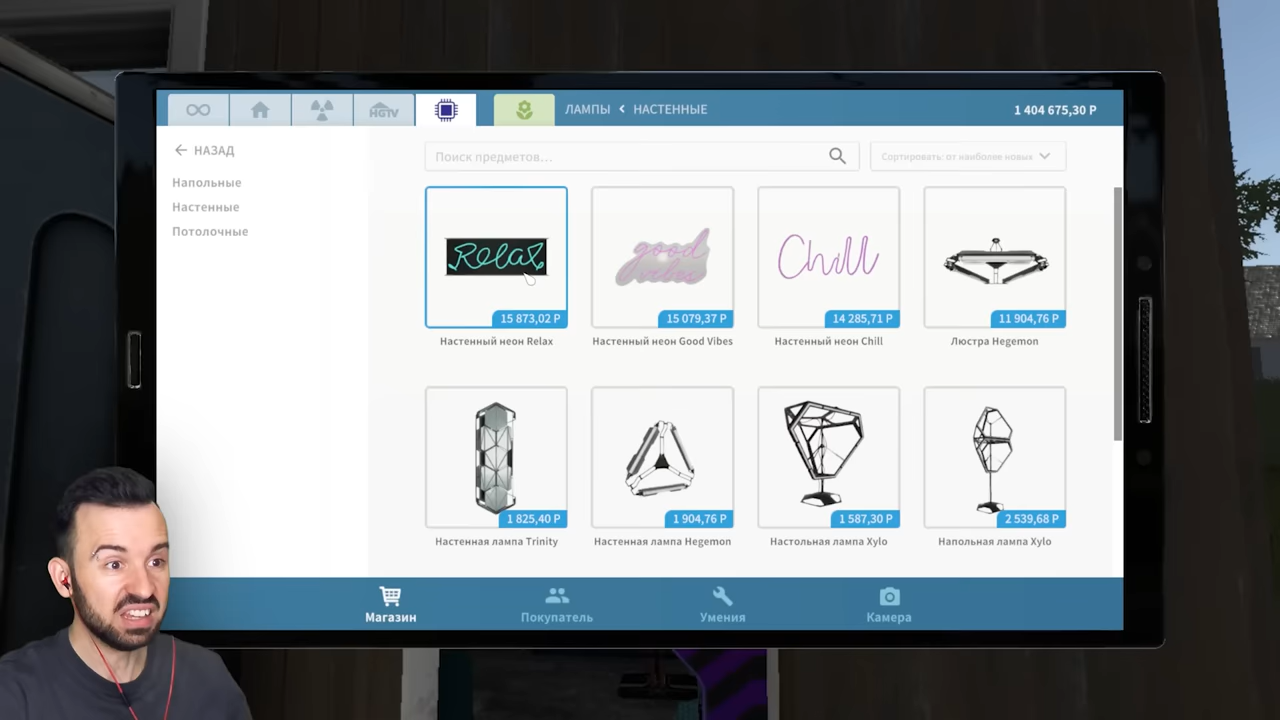 HGTV
ЛАМПЫ < НАСТЕННЫЕ
1 404 675,30 Р
← НАЗАД
Поиск предметов...
Сортировать: от наиболее новых
Напольные
Настенные
Потолочные
Relax
good vibes
Chill
15 873,02 Р
15 079,37 Р
14 285,71 Р
11 904,76 Р
Настенный неон Relax
Настенный неон Good Vibes
Настенный неон Chill
Люстра Hegemon
1 825,40 Р
1 904,76 Р
1 587,30 Р
2 539,68 Р
Настенная лампа Trinity
Настенная лампа Hegemon
Настольная лампа Xylo
Напольная лампа Xylo
Магазин
Покупатель
Умения
Камера